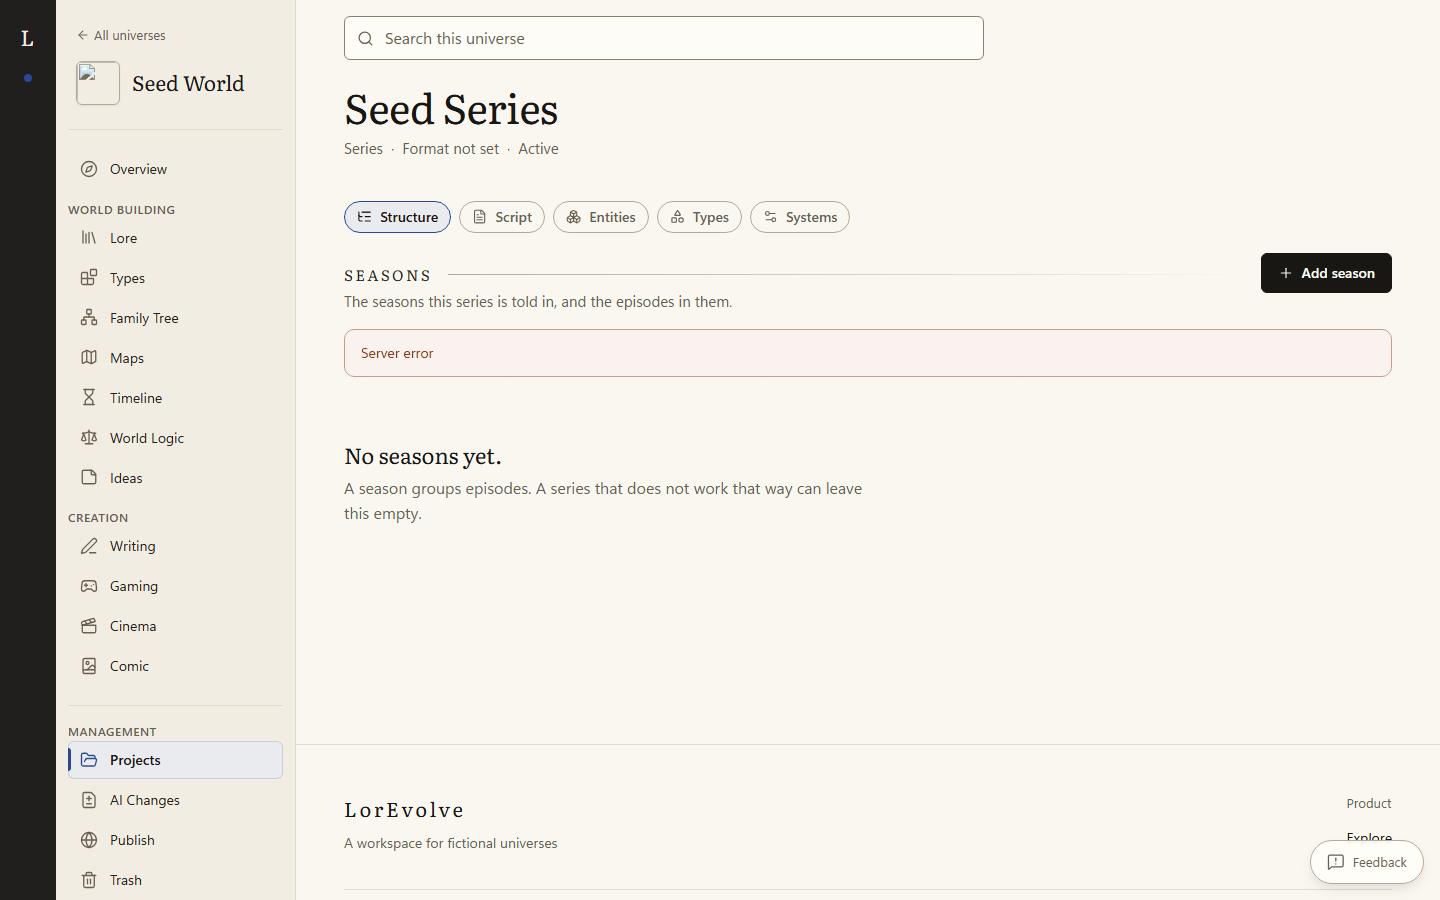 L
All universes
Seed World
Overview
WORLD BUILDING
Lore
Types
Family Tree
Maps
Timeline
World Logic
Ideas
CREATION
Writing
Gaming
Cinema
Comic
MANAGEMENT
Projects
AI Changes
Publish
Trash
Search this universe
Seed Series
Series · Format not set · Active
Structure
Script
Entities
Types
Systems
SEASONS
Add season
The seasons this series is told in, and the episodes in them.
Server error
No seasons yet.
A season groups episodes. A series that does not work that way can leave
this empty.
LorEvolve
A workspace for fictional universes
Product
Explore
Feedback